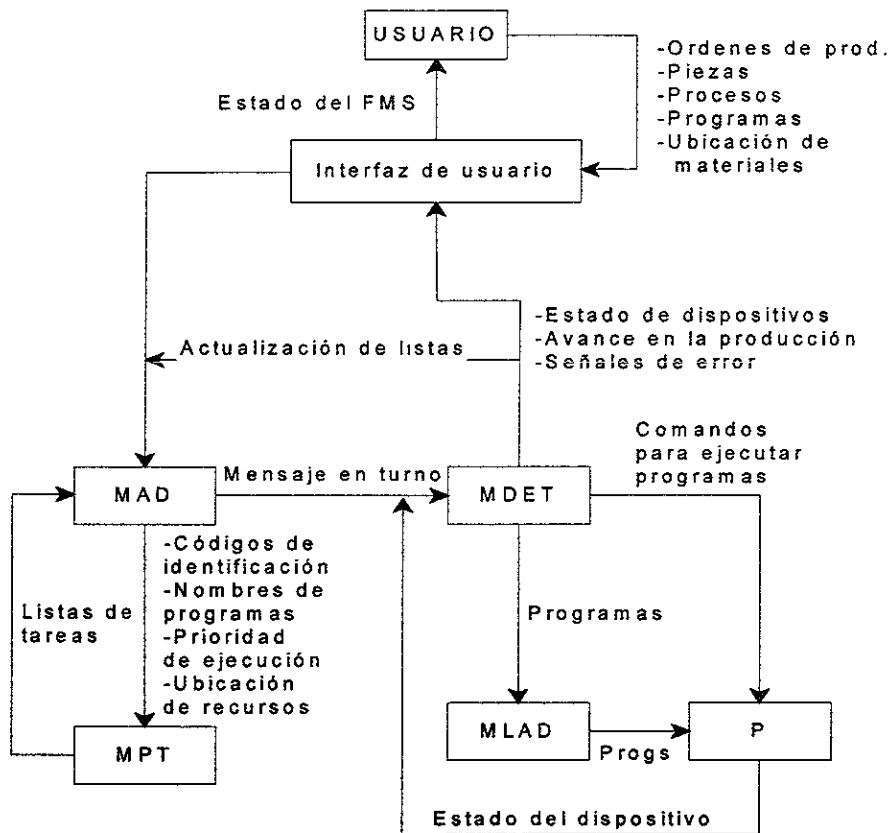 USUARIO
-Ordenes de prod.
-Piezas
-Procesos
-Programas
-Ubicación de
materiales
Estado del FMS
Interfaz de usuario
-Estado de dispositivos
-Avance en la producción
-Señales de error
Actualización de listas
Comandos
para ejecutar
programas
MAD
Mensaje en turno
MDET
-Códigos de
identificación
-Nombres de
programas
-Prioridad
de ejecución
-Ubicación
de recursos
Listas de
tareas
Programas
MPT
MLAD
Progs
P
Estado del dispositivo